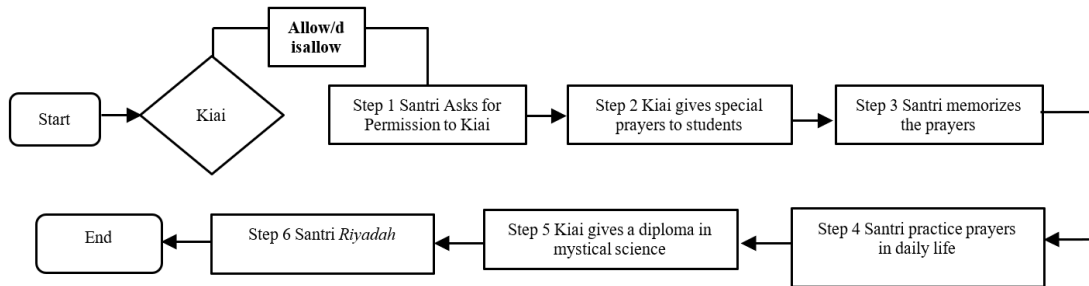 Allow/d
isallow
Start
Kiai
Step 1 Santri Asks for
Permission to Kiai
Step 2 Kiai gives special
prayers to students
Step 3 Santri memorizes
the prayers
End
Step 6 Santri Riyadah
Step 5 Kiai gives a diploma in
mystical science
Step 4 Santri practice prayers
in daily life